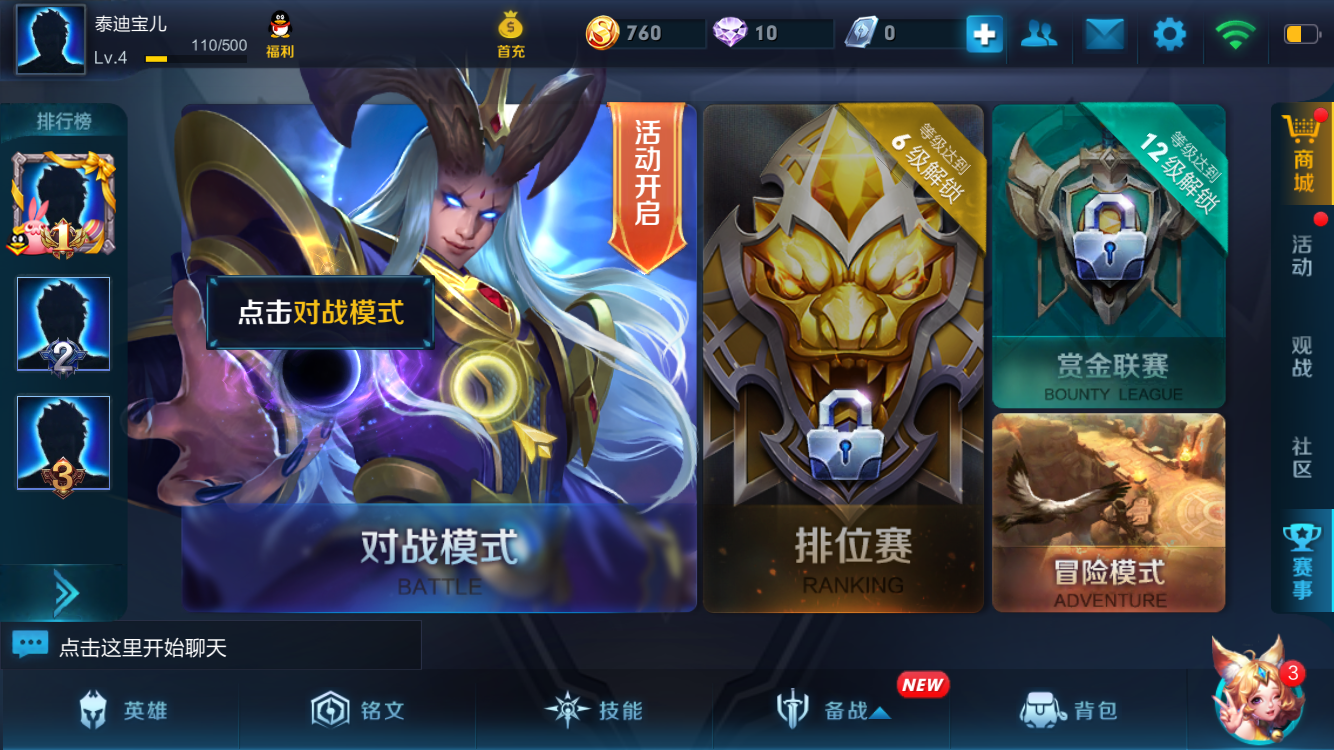 泰迪宝儿
Lv.4
110/500
福利
首充
760
10
0
排行榜
1
2
3
活动开启
点击对战模式
对战模式
BATTLE
等级达到
6级解锁
排位赛
RANKING
等级达到
12级解锁
赏金联赛
BOUNTY LEAGUE
冒险模式
ADVENTURE
商城
活动
观战
社区
赛事
点击这里开始聊天
英雄
铭文
技能
备战
NEW
背包
3